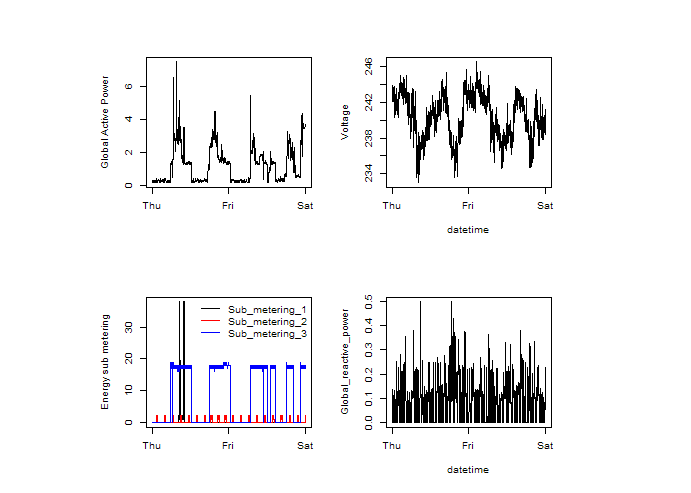 Global Active Power
0 2 4 6
Thu Fri Sat
Voltage
234 238 242 246
Thu Fri Sat
datetime
Energy sub metering
0 10 20 30
Sub_metering_1
Sub_metering_2
Sub_metering_3
Thu Fri Sat
Global_reactive_power
0.0 0.1 0.2 0.3 0.4 0.5
Thu Fri Sat
datetime